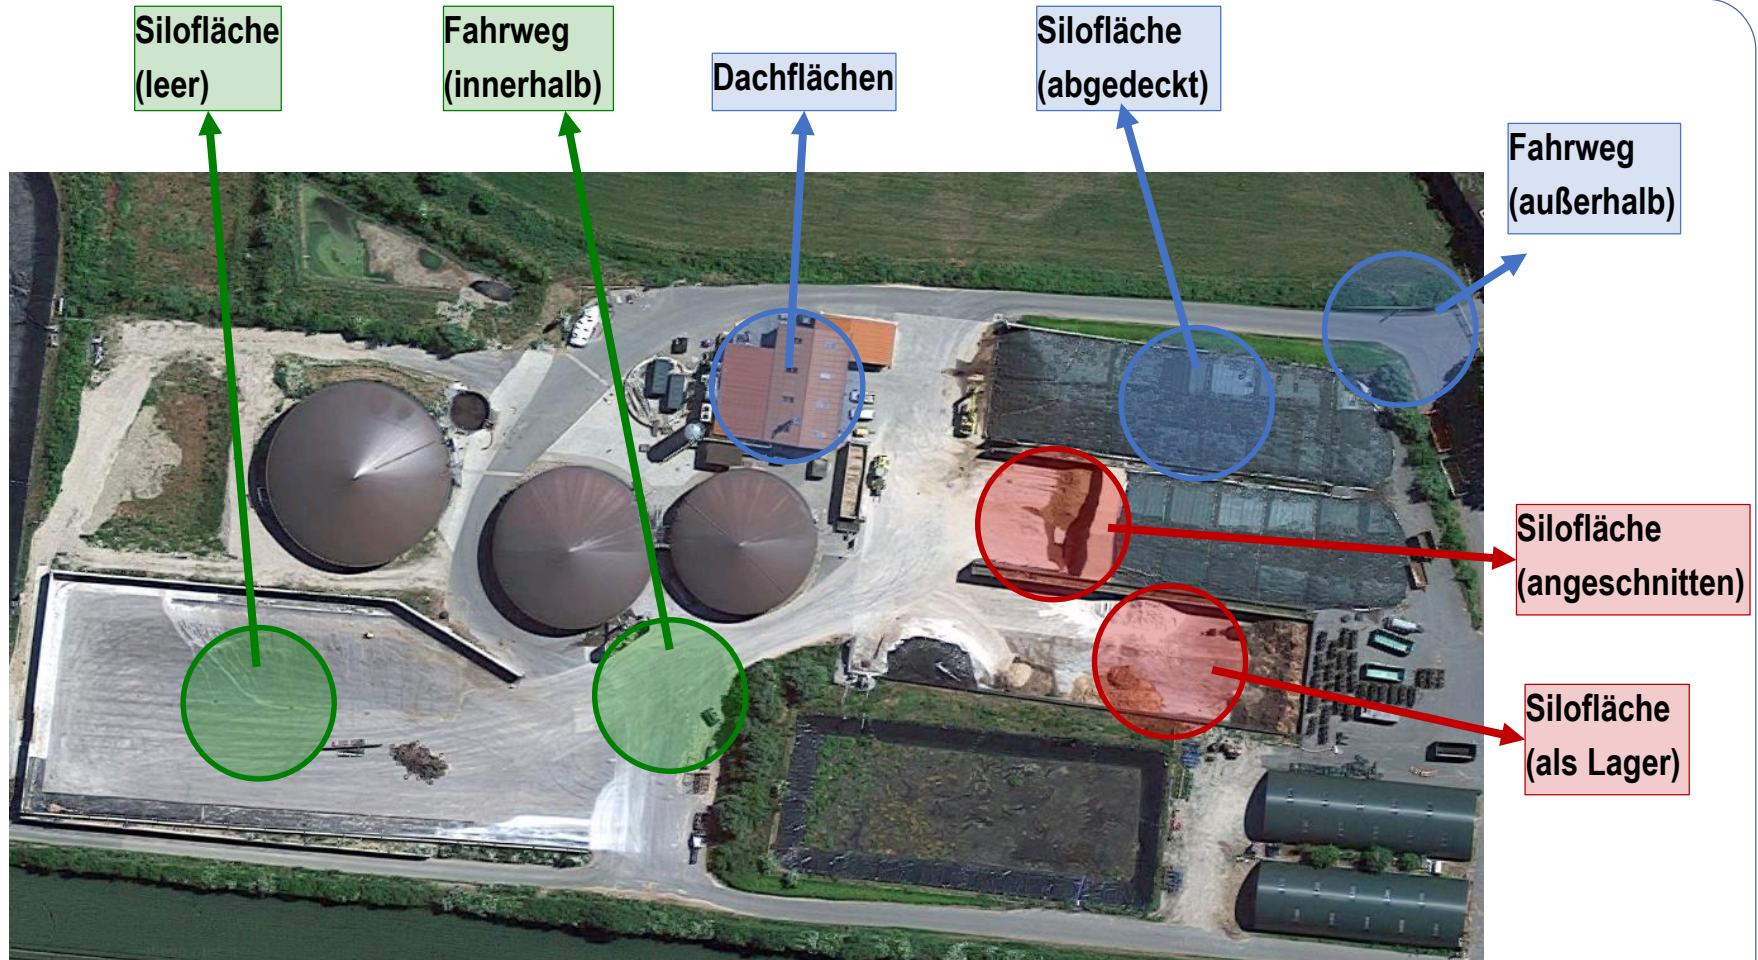 Silofläche
(leer)
Fahrweg
(innerhalb)
Dachflächen
Silofläche
(abgedeckt)
Fahrweg
(außerhalb)
Silofläche
(angeschnitten)
Silofläche
(als Lager)